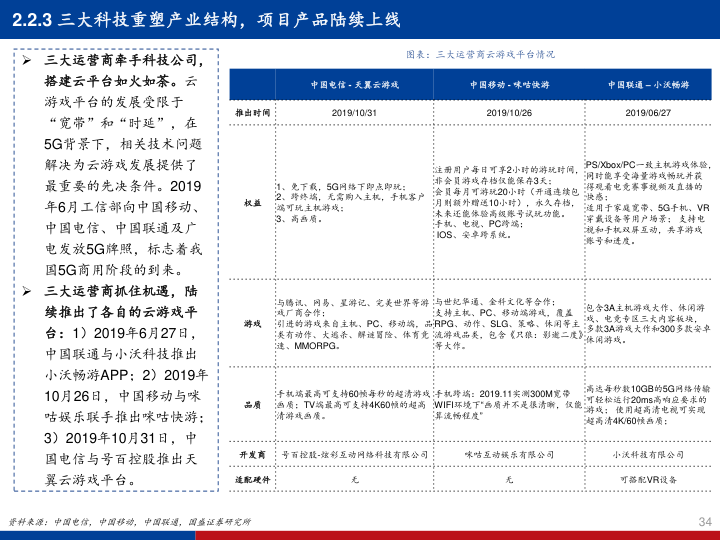 2.2.3 三大科技重塑产业结构，项目产品陆续上线
➢ 三大运营商牵手科技公司，
搭建云平台如火如荼。云
游戏平台的发展受限于
“宽带”和“时延”，在
5G背景下，相关技术问题
解决为云游戏发展提供了
最重要的先决条件。2019
年6月工信部向中国移动、
中国电信、中国联通及广
电发放5G牌照，标志着我
国5G商用阶段的到来。
➢ 三大运营商抓住机遇，陆
续推出了各自的云游戏平
台：1）2019年6月27日，
中国联通与小沃科技推出
小沃畅游APP；2）2019年
10月26日，中国移动与咪
咕娱乐联手推出咪咕快游；
3）2019年10月31日，中
国电信与号百控股推出天
翼云游戏平台。
图表：三大运营商云游戏平台情况
中国电信 - 天翼云游戏
中国移动 - 咪咕快游
中国联通 – 小沃畅游
推出时间
2019/10/31
2019/10/26
2019/06/27
权益
1、免下载，5G网络下即点即玩；
2、跨终端，无需购入主机，手机客户
端可玩主机游戏；
3、高画质。
注册用户每日可享2小时的游玩时间，
非会员游戏存档仅能保存3天；
会员每月可游玩20小时（开通连续包
月则额外赠送10小时），永久存档，
未来还能体验高级账号试玩功能。
手机、电视、PC跨端；
IOS、安卓跨系统。
PS/Xbox/PC一致主机游戏体验，
同时能享受海量游戏畅玩并获
得观看电竞赛事视频及直播的
快感；
适用于家庭宽带、5G手机、VR
穿戴设备等用户场景； 支持电
视和手机双屏互动，共享游戏
账号和进度。
游戏
与腾讯、网易、星游记、完美世界等游
戏厂商合作；
引进的游戏来自主机、PC、移动端，品
类有动作、大逃杀、解谜冒险、体育竞
速、MMORPG。
与世纪华通、金科文化等合作；
支持主机、PC、移动端游戏，覆盖
RPG、动作、SLG、策略、休闲等主
流游戏品类，包含《只狼：影逝二度》
等大作。
包含3A主机游戏大作、休闲游
戏、电竞专区三大内容板块，
多款3A游戏大作和300多款安卓
休闲游戏。
品质
手机端最高可支持60帧每秒的超清游戏
画质；TV端最高可支持4K60帧的超高
清游戏画质。
手机跨端：2019.11实测300M宽带
WIFI环境下“画质并不是很清晰，仅能
算流畅程度”
高达每秒数10GB的5G网络传输
可轻松运行20ms高响应要求的
游戏； 使用超高清电视可实现
超高清4K/60帧画质；
开发商
号百控股-炫彩互动网络科技有限公司
咪咕互动娱乐有限公司
小沃科技有限公司
适配硬件
无
无
可搭配VR设备
资料来源：中国电信，中国移动，中国联通，国盛证券研究所
34